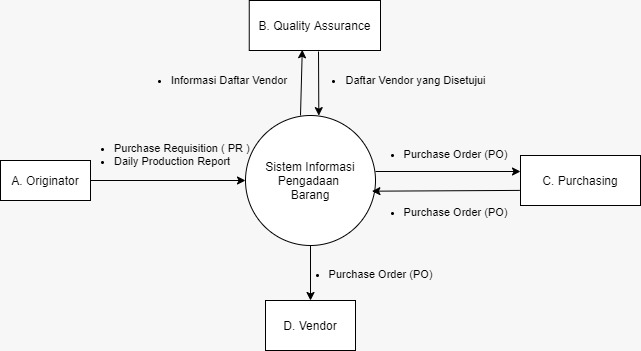 B. Quality Assurance
• Informasi Daftar Vendor
• Daftar Vendor yang Disetujui
• Purchase Requisition ( PR )
• Daily Production Report
A. Originator
Sistem Informasi
Pengadaan
Barang
• Purchase Order (PO)
C. Purchasing
• Purchase Order (PO)
• Purchase Order (PO)
D. Vendor